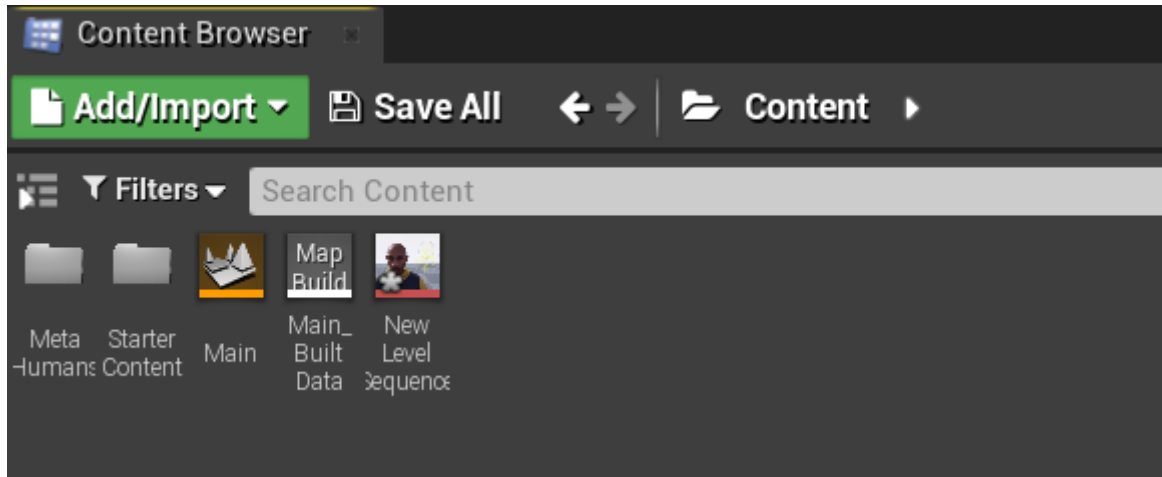 Content Browser
Add/Import Save All Content
Filters Search Content
Map
Build
Meta
Humans
Starter
Content
Main
Main_
Built
Data
New
Level
Sequence